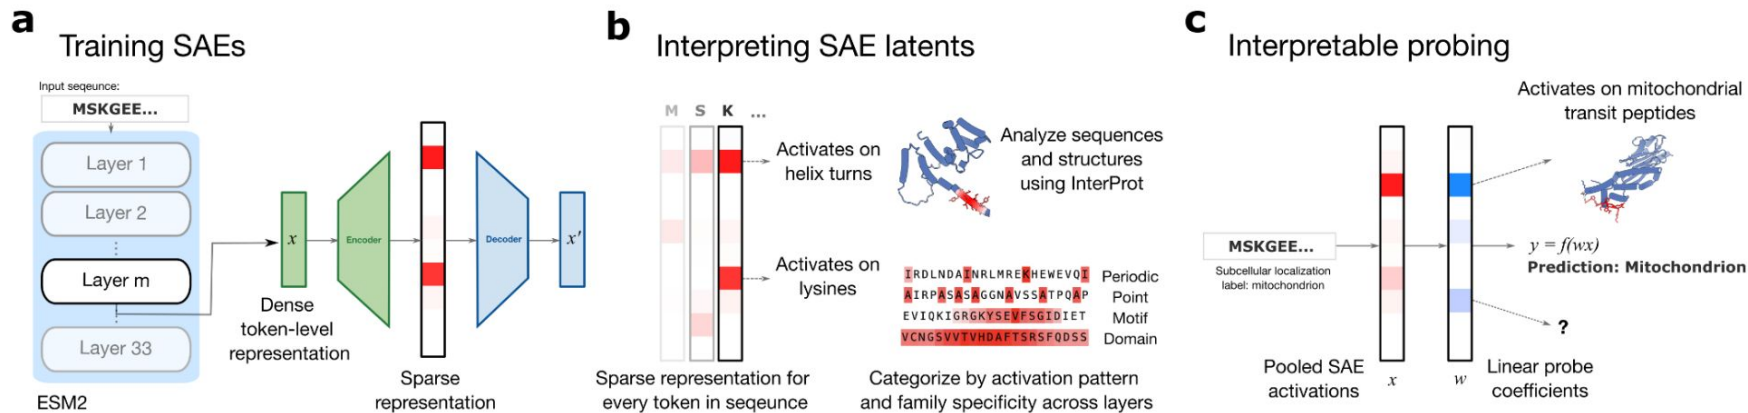 a
Training SAEs
Input seqeunce:
MSKGEE...
Layer 1
Layer 2
Layer m
Layer 33
ESM2
x
Dense
token-level
representation
Encoder
Sparse
representation
Decoder
x′
b
Interpreting SAE latents
M S K ...
Activates on
helix turns
Activates on
lysines
Sparse representation for
every token in seqeunce
Analyze sequences
and structures
using InterProt
IRDLNDAINRLMREKHEWEVQI Periodic
AIRPASASAGGNAVSSATPQAP Point
EVIQKIGRGKYSEVFSGIDIET Motif
VCNGSVVTVHDAFTSRSFQDSS Domain
Categorize by activation pattern
and family specificity across layers
c
Interpretable probing
MSKGEE...
Subcellular localization
label: mitochondrion
Pooled SAE
activations
x
w
Linear probe
coefficients
Activates on mitochondrial
transit peptides
y = f(wx)
Prediction: Mitochondrion
?